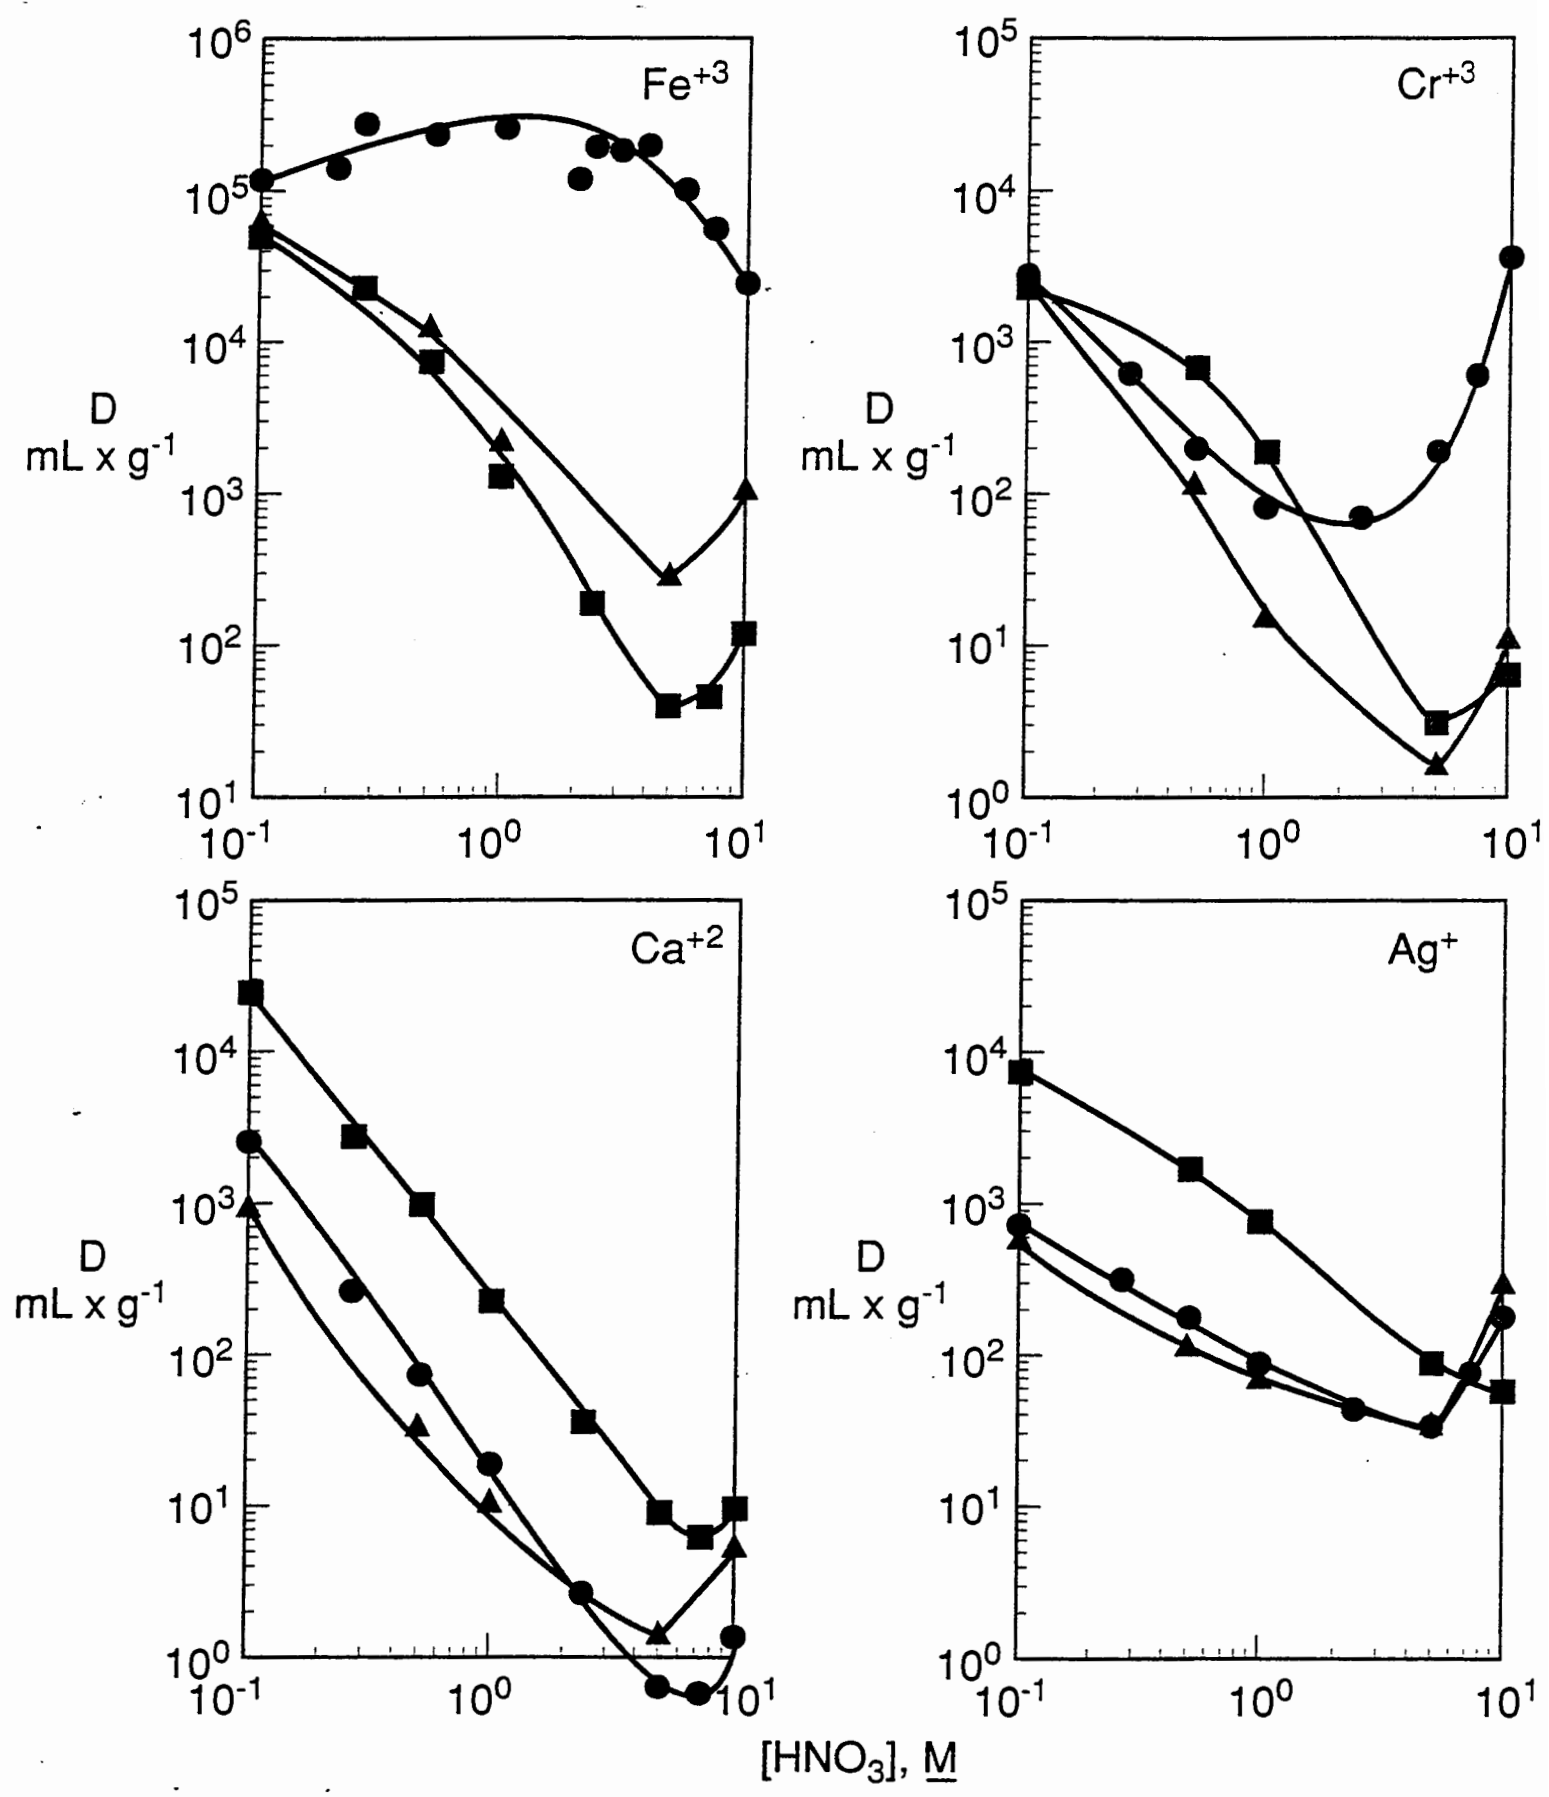 10⁶
Fe⁺³
10⁵
10⁴
D
mL x g⁻¹
10³
10²
10¹
10⁻¹ 10⁰ 10¹
10⁵
Cr⁺³
10⁴
10³
D
mL x g⁻¹
10²
10¹
10⁰
10⁻¹ 10⁰ 10¹
10⁵
Ca⁺²
10⁴
10³
D
mL x g⁻¹
10²
10¹
10⁰
10⁻¹ 10⁰ 10¹
10⁵
Ag⁺
10⁴
10³
D
mL x g⁻¹
10²
10¹
10⁰
10⁻¹ 10⁰ 10¹
[HNO₃], M